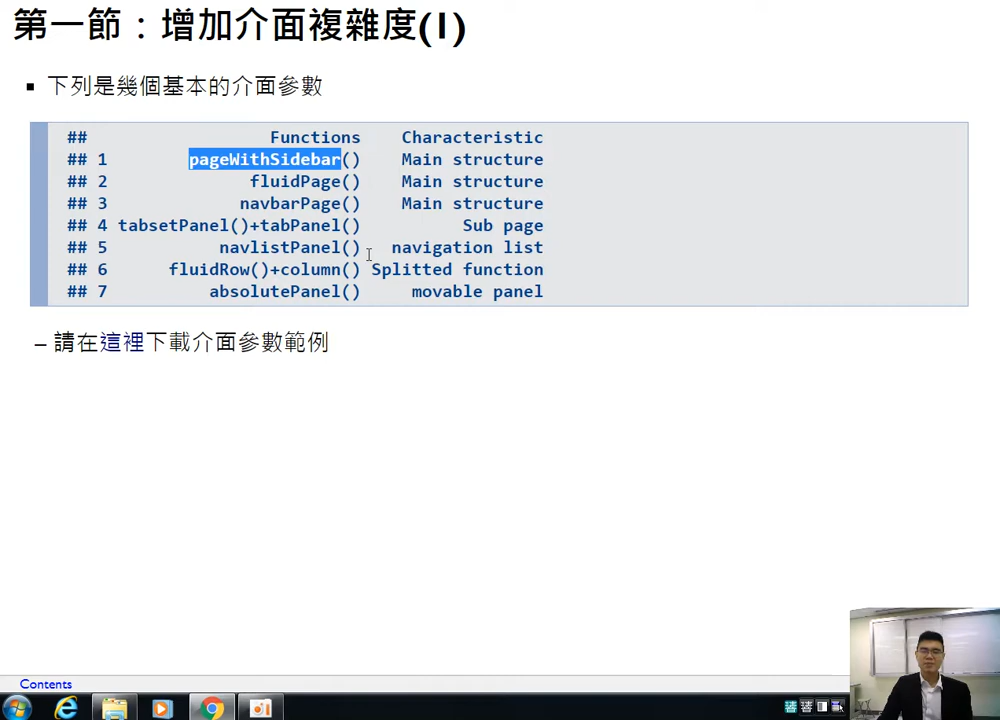 第一節：增加介面複雜度(1)
▪ 下列是幾個基本的介面參數
## Functions Characteristic
## 1 pageWithSidebar() Main structure
## 2 fluidPage() Main structure
## 3 navbarPage() Main structure
## 4 tabsetPanel()+tabPanel() Sub page
## 5 navlistPanel() navigation list
## 6 fluidRow()+column() Splitted function
## 7 absolutePanel() movable panel
– 請在這裡下載介面參數範例
Contents